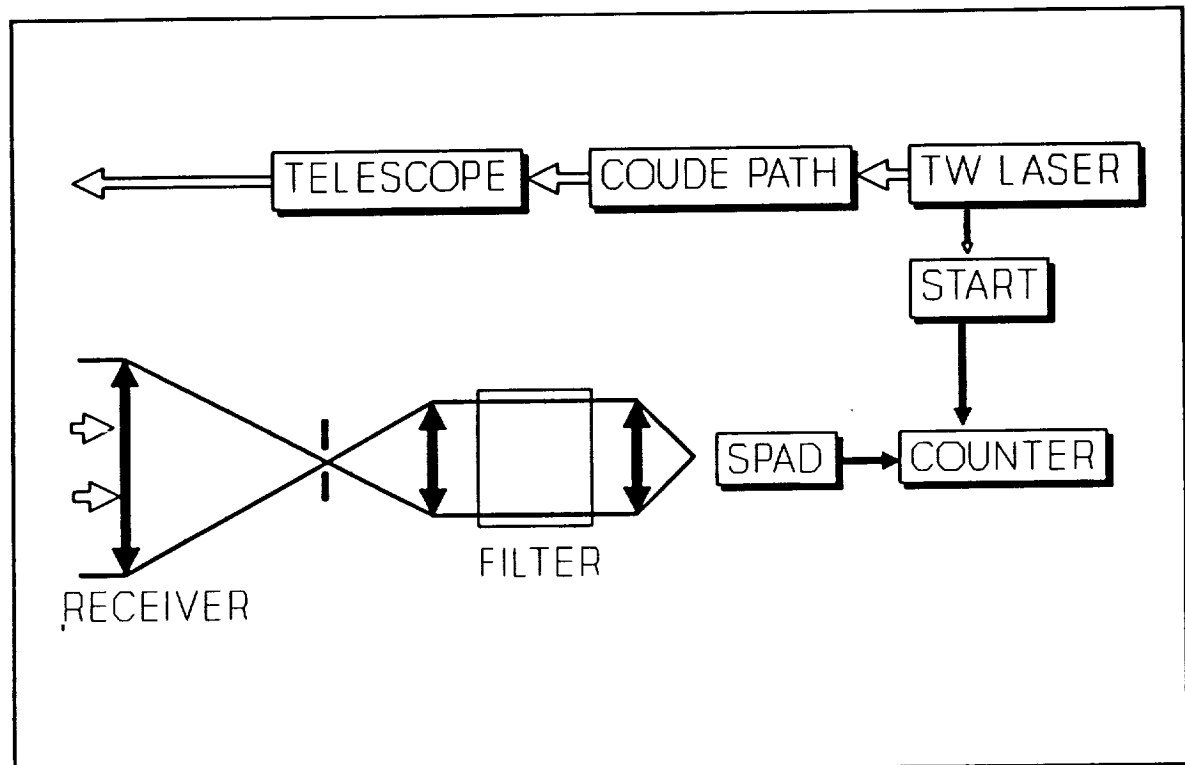 TELESCOPE
COUDE PATH
TW LASER
START
SPAD
COUNTER
FILTER
RECEIVER